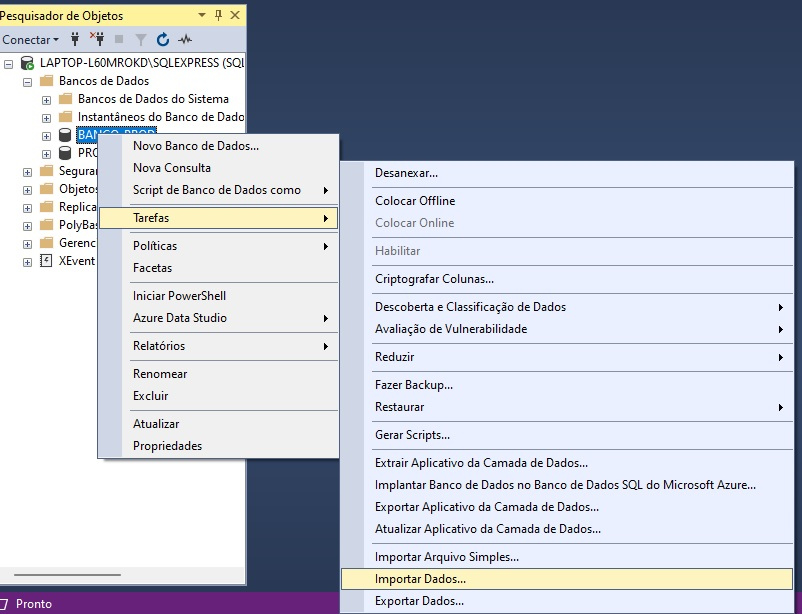 Pesquisador de Objetos
Conectar
LAPTOP-L60MROKD\SQLEXPRESS (SQL
Bancos de Dados
Bancos de Dados do Sistema
Instantâneos do Banco de Dado
BANCO_PROD
PRO
Segurar
Objetos
Replica
PolyBas
Gerenc
XEvent
Novo Banco de Dados...
Nova Consulta
Script de Banco de Dados como
Tarefas
Políticas
Facetas
Iniciar PowerShell
Azure Data Studio
Relatórios
Renomear
Excluir
Atualizar
Propriedades
Desanexar...
Colocar Offline
Colocar Online
Habilitar
Criptografar Colunas...
Descoberta e Classificação de Dados
Avaliação de Vulnerabilidade
Reduzir
Fazer Backup...
Restaurar
Gerar Scripts...
Extrair Aplicativo da Camada de Dados...
Implantar Banco de Dados no Banco de Dados SQL do Microsoft Azure...
Exportar Aplicativo da Camada de Dados...
Atualizar Aplicativo da Camada de Dados...
Importar Arquivo Simples...
Importar Dados...
Exportar Dados...
Pronto